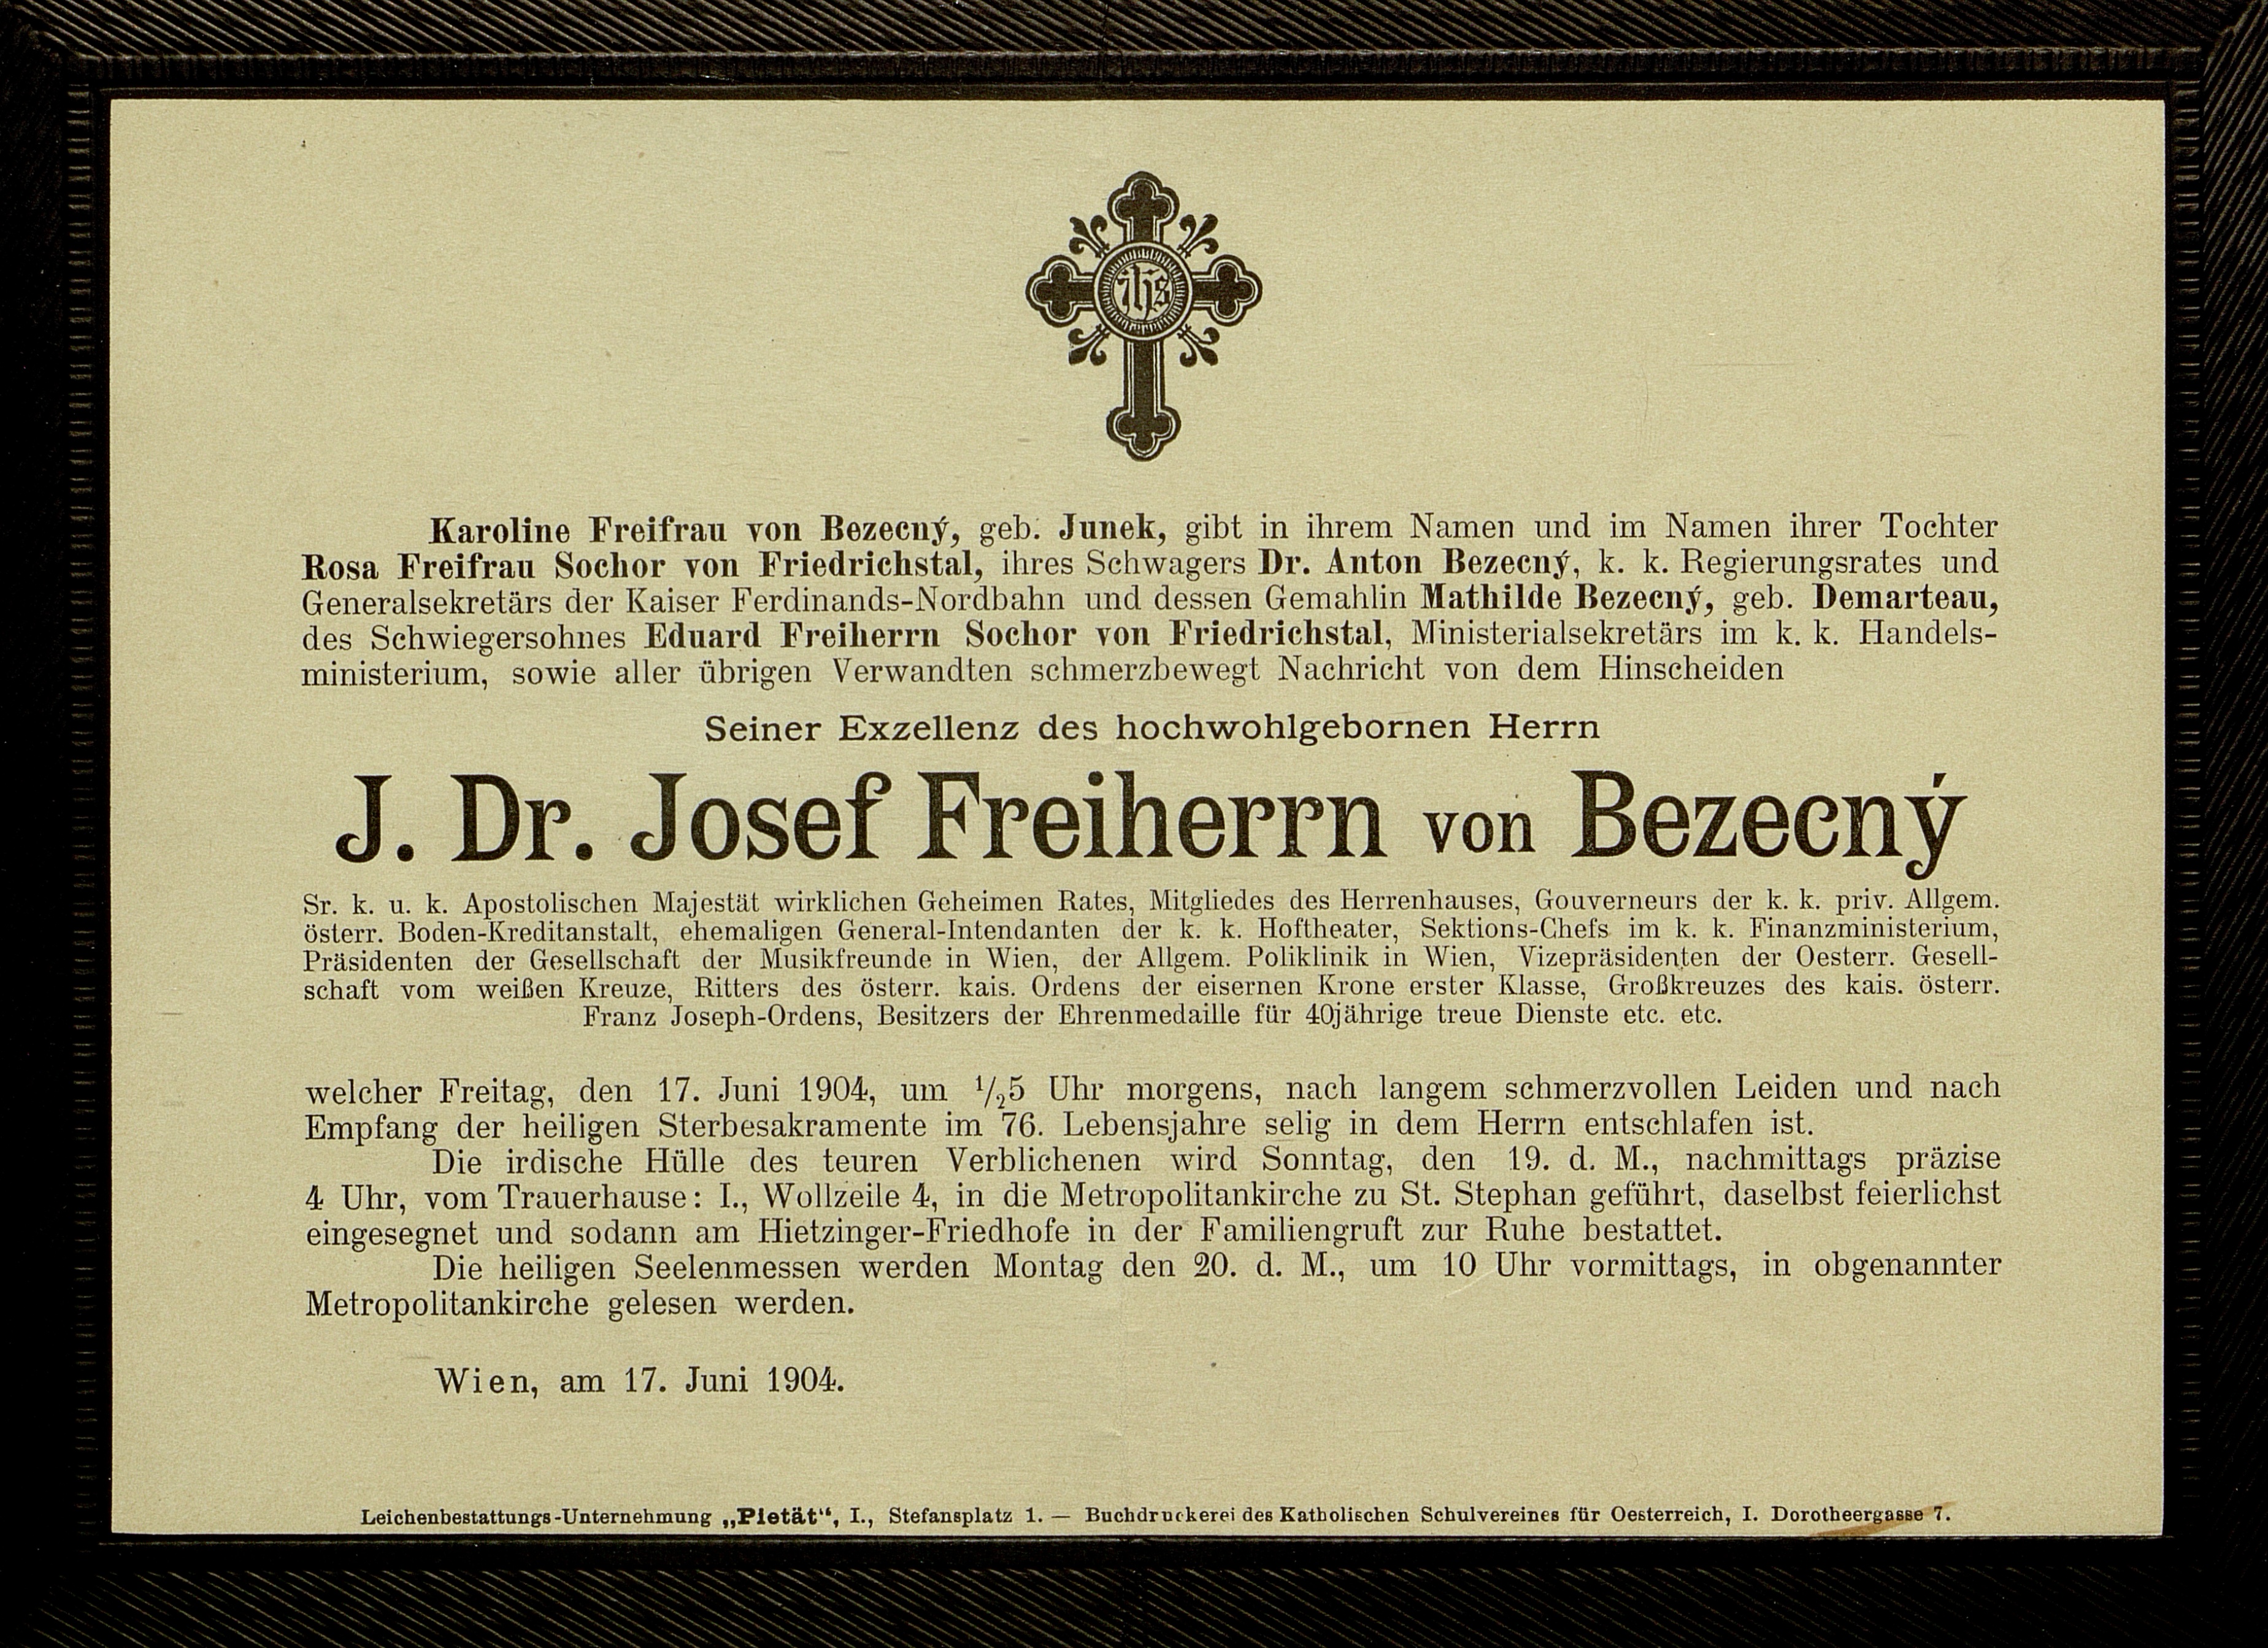 ihs
Karoline Freifrau von Bezecný, geb. Junek, gibt in ihrem Namen und im Namen ihrer Tochter
Rosa Freifrau Sochor von Friedrichstal, ihres Schwagers Dr. Anton Bezecný, k. k. Regierungsrates und
Generalsekretärs der Kaiser Ferdinands-Nordbahn und dessen Gemahlin Mathilde Bezecný, geb. Demarteau,
des Schwiegersohnes Eduard Freiherrn Sochor von Friedrichstal, Ministerialsekretärs im k. k. Handels-
ministerium, sowie aller übrigen Verwandten schmerzbewegt Nachricht von dem Hinscheiden
Seiner Exzellenz des hochwohlgebornen Herrn
J. Dr. Josef Freiherrn von Bezecný
Sr. k. u. k. Apostolischen Majestät wirklichen Geheimen Rates, Mitgliedes des Herrenhauses, Gouverneurs der k. k. priv. Allgem.
österr. Boden-Kreditanstalt, ehemaligen General-Intendanten der k. k. Hoftheater, Sektions-Chefs im k. k. Finanzministerium,
Präsidenten der Gesellschaft der Musikfreunde in Wien, der Allgem. Poliklinik in Wien, Vizepräsidenten der Oesterr. Gesell-
schaft vom weißen Kreuze, Ritters des österr. kais. Ordens der eisernen Krone erster Klasse, Großkreuzes des kais. österr.
Franz Joseph-Ordens, Besitzers der Ehrenmedaille für 40jährige treue Dienste etc. etc.
welcher Freitag, den 17. Juni 1904, um 1/25 Uhr morgens, nach langem schmerzvollen Leiden und nach
Empfang der heiligen Sterbesakramente im 76. Lebensjahre selig in dem Herrn entschlafen ist.
Die irdische Hülle des teuren Verblichenen wird Sonntag, den 19. d. M., nachmittags präzise
4 Uhr, vom Trauerhause: I., Wollzeile 4, in die Metropolitankirche zu St. Stephan geführt, daselbst feierlichst
eingesegnet und sodann am Hietzinger-Friedhofe in der Familiengruft zur Ruhe bestattet.
Die heiligen Seelenmessen werden Montag den 20. d. M., um 10 Uhr vormittags, in obgenannter
Metropolitankirche gelesen werden.
Wien, am 17. Juni 1904.
Leichenbestattungs-Unternehmung „Pietät“, I., Stefansplatz 1. — Buchdruckerei des Katholischen Schulvereines für Oesterreich, I. Dorotheergasse 7.